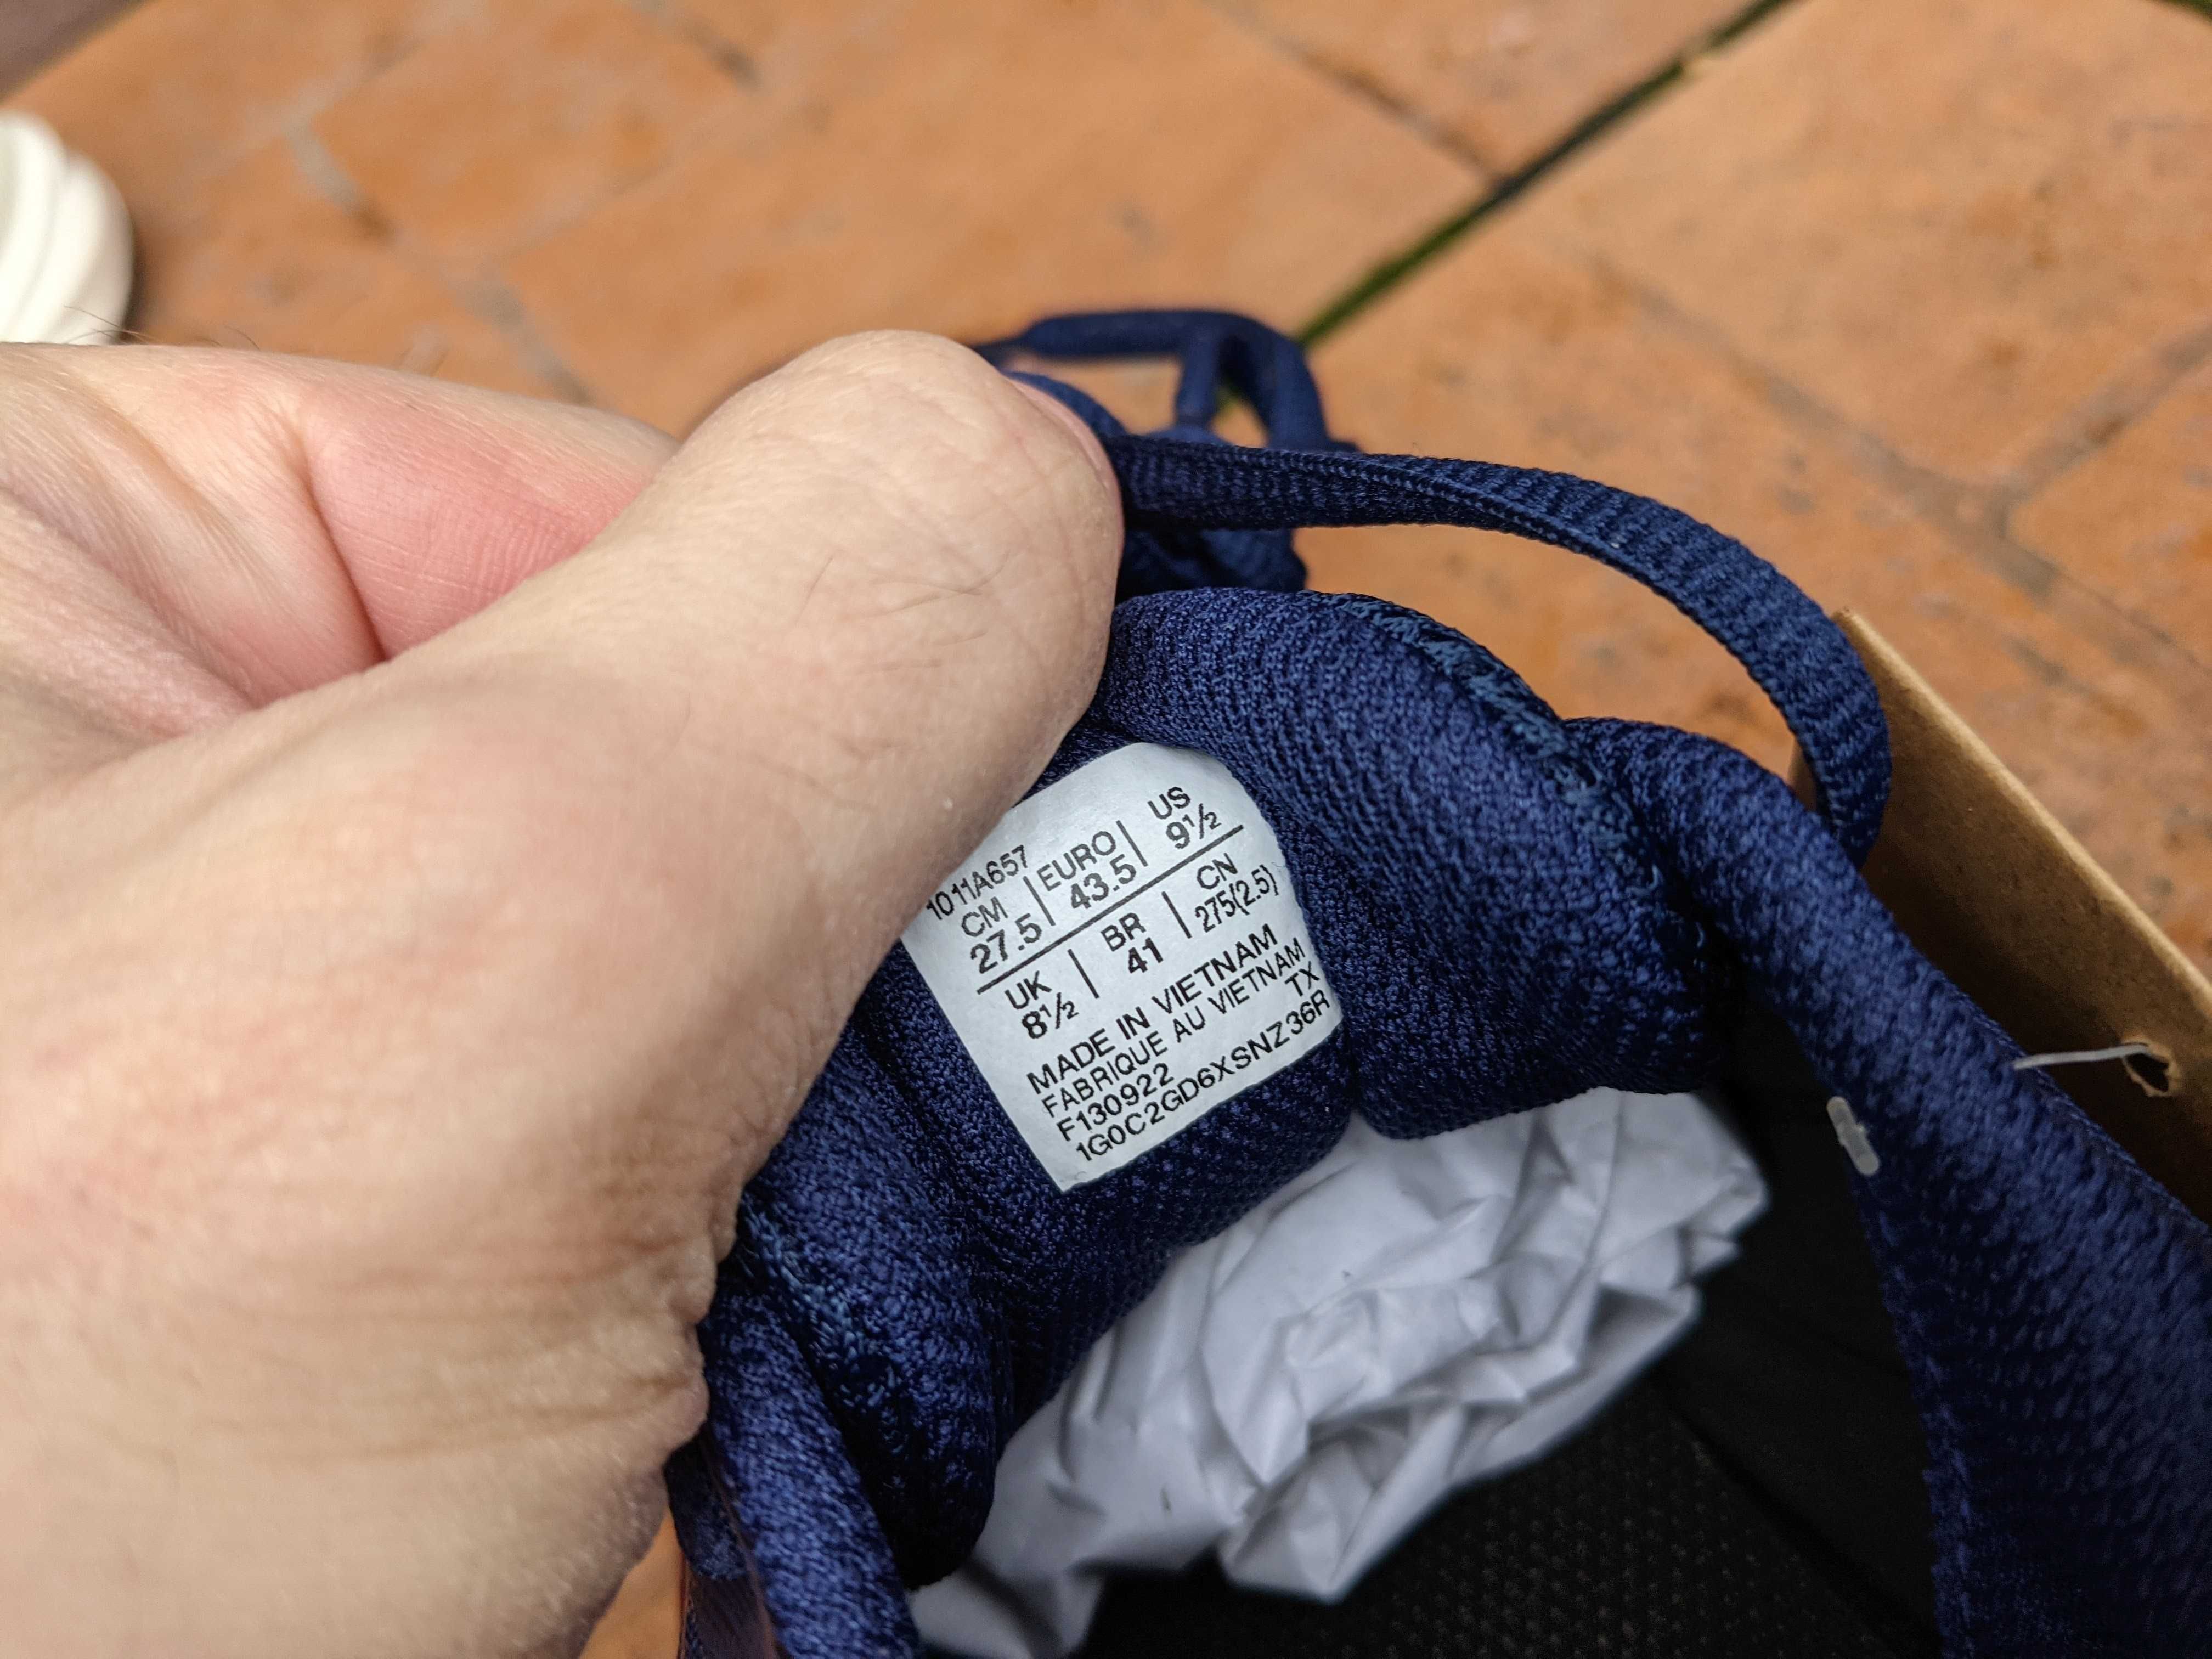 1011A657
CM | EURO | US
27.5 | 43.5 | 9½
UK | BR | CN
8½ | 41 | 275(2.5)
MADE IN VIETNAM
FABRIQUE AU VIETNAM
F130922 TX
1G0C2GD6XSNZ36R